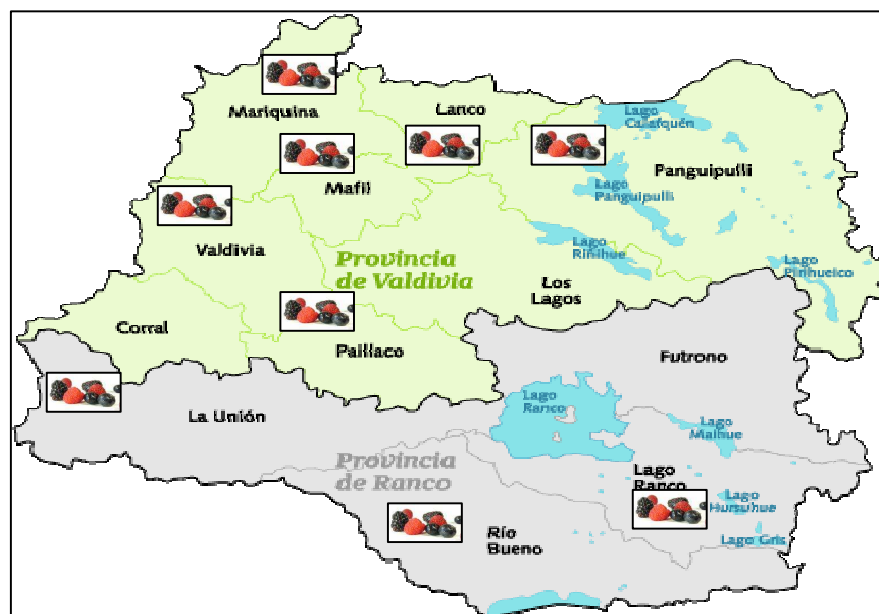 Mariquina
Lanco
Lago
Calafquén
Mafil
Lago
Panguipulli
Panguipulli
Valdivia
Provincia
de Valdivia
Lago
Riñihue
Los
Lagos
Lago
Pirihueico
Corral
Paillaco
Futrono
La Unión
Lago
Ranco
Lago
Maihue
Provincia
de Ranco
Lago
Ranco
Lago
Huishue
Río
Bueno
Lago Gris